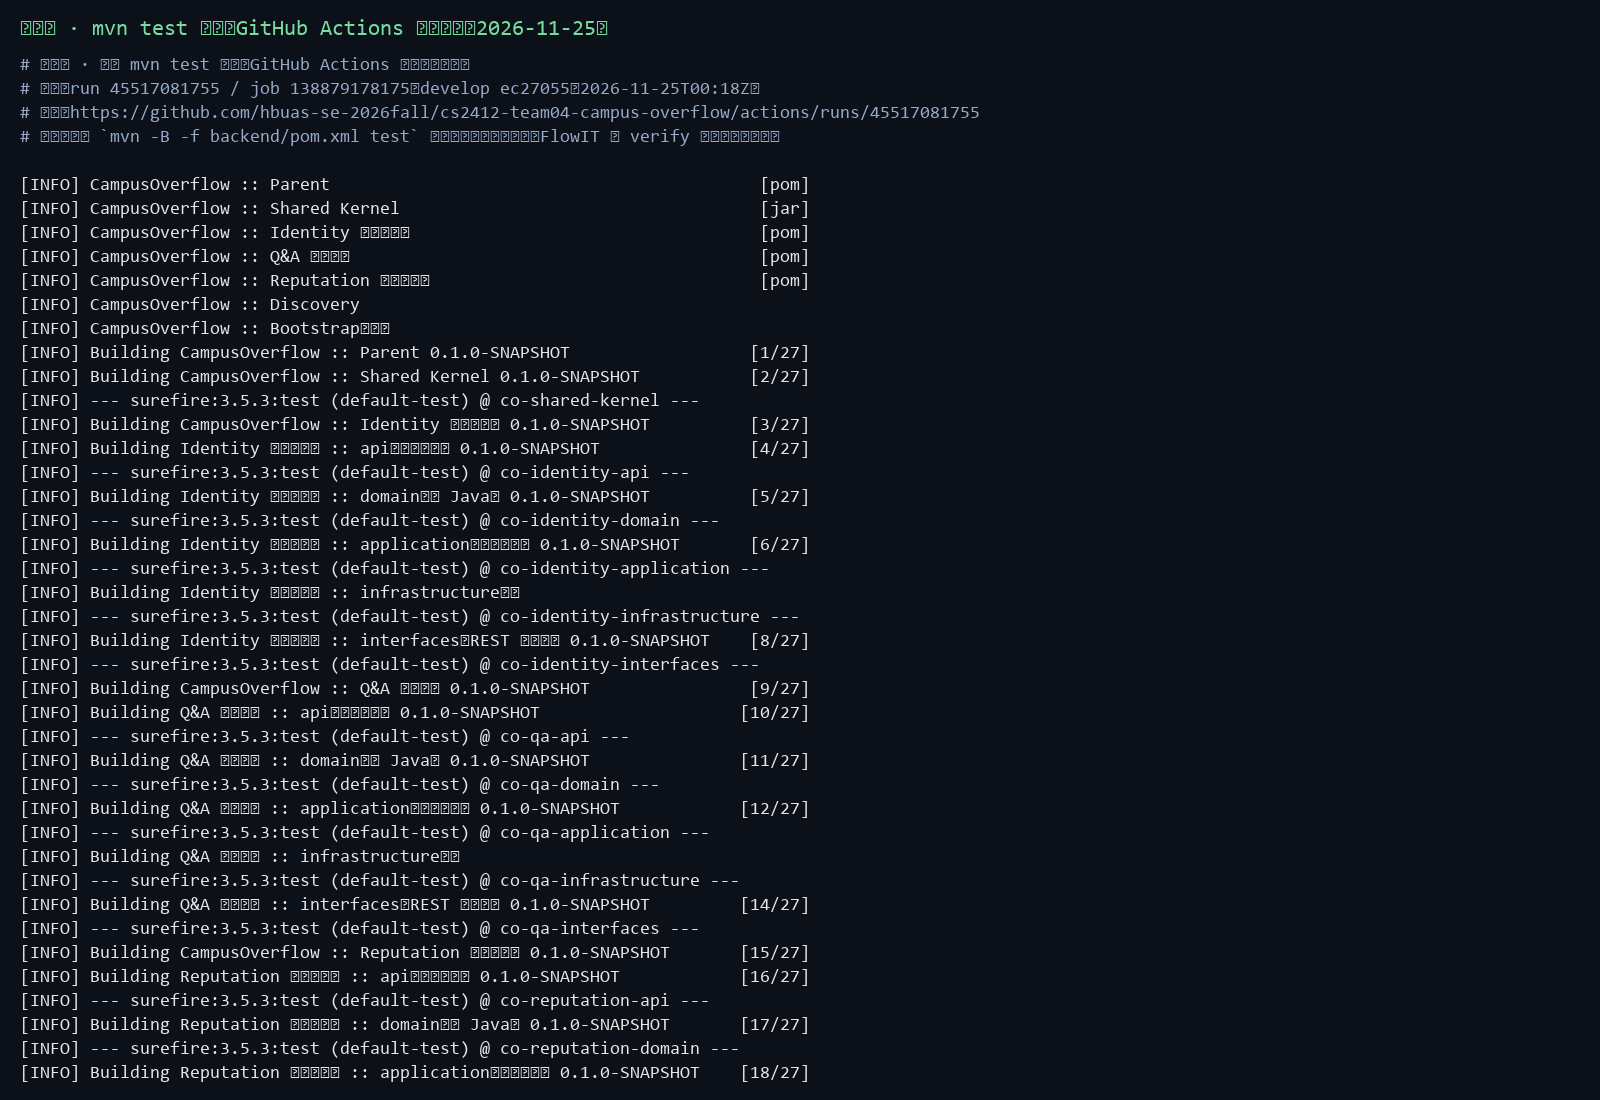 · mvn test GitHub Actions 2026-11-25
# · mvn test GitHub Actions
# run 45517081755 / job 138879178175 develop ec27055 2026-11-25T00:18Z
# https://github.com/hbuas-se-2026fall/cs2412-team04-campus-overflow/actions/runs/45517081755
# `mvn -B -f backend/pom.xml test` FlowIT verify
[INFO] CampusOverflow :: Parent [pom]
[INFO] CampusOverflow :: Shared Kernel [jar]
[INFO] CampusOverflow :: Identity [pom]
[INFO] CampusOverflow :: Q&A [pom]
[INFO] CampusOverflow :: Reputation [pom]
[INFO] CampusOverflow :: Discovery
[INFO] CampusOverflow :: Bootstrap
[INFO] Building CampusOverflow :: Parent 0.1.0-SNAPSHOT [1/27]
[INFO] Building CampusOverflow :: Shared Kernel 0.1.0-SNAPSHOT [2/27]
[INFO] --- surefire:3.5.3:test (default-test) @ co-shared-kernel ---
[INFO] Building CampusOverflow :: Identity 0.1.0-SNAPSHOT [3/27]
[INFO] Building Identity :: api 0.1.0-SNAPSHOT [4/27]
[INFO] --- surefire:3.5.3:test (default-test) @ co-identity-api ---
[INFO] Building Identity :: domain Java 0.1.0-SNAPSHOT [5/27]
[INFO] --- surefire:3.5.3:test (default-test) @ co-identity-domain ---
[INFO] Building Identity :: application 0.1.0-SNAPSHOT [6/27]
[INFO] --- surefire:3.5.3:test (default-test) @ co-identity-application ---
[INFO] Building Identity :: infrastructure
[INFO] --- surefire:3.5.3:test (default-test) @ co-identity-infrastructure ---
[INFO] Building Identity :: interfaces REST 0.1.0-SNAPSHOT [8/27]
[INFO] --- surefire:3.5.3:test (default-test) @ co-identity-interfaces ---
[INFO] Building CampusOverflow :: Q&A 0.1.0-SNAPSHOT [9/27]
[INFO] Building Q&A :: api 0.1.0-SNAPSHOT [10/27]
[INFO] --- surefire:3.5.3:test (default-test) @ co-qa-api ---
[INFO] Building Q&A :: domain Java 0.1.0-SNAPSHOT [11/27]
[INFO] --- surefire:3.5.3:test (default-test) @ co-qa-domain ---
[INFO] Building Q&A :: application 0.1.0-SNAPSHOT [12/27]
[INFO] --- surefire:3.5.3:test (default-test) @ co-qa-application ---
[INFO] Building Q&A :: infrastructure
[INFO] --- surefire:3.5.3:test (default-test) @ co-qa-infrastructure ---
[INFO] Building Q&A :: interfaces REST 0.1.0-SNAPSHOT [14/27]
[INFO] --- surefire:3.5.3:test (default-test) @ co-qa-interfaces ---
[INFO] Building CampusOverflow :: Reputation 0.1.0-SNAPSHOT [15/27]
[INFO] Building Reputation :: api 0.1.0-SNAPSHOT [16/27]
[INFO] --- surefire:3.5.3:test (default-test) @ co-reputation-api ---
[INFO] Building Reputation :: domain Java 0.1.0-SNAPSHOT [17/27]
[INFO] --- surefire:3.5.3:test (default-test) @ co-reputation-domain ---
[INFO] Building Reputation :: application 0.1.0-SNAPSHOT [18/27]